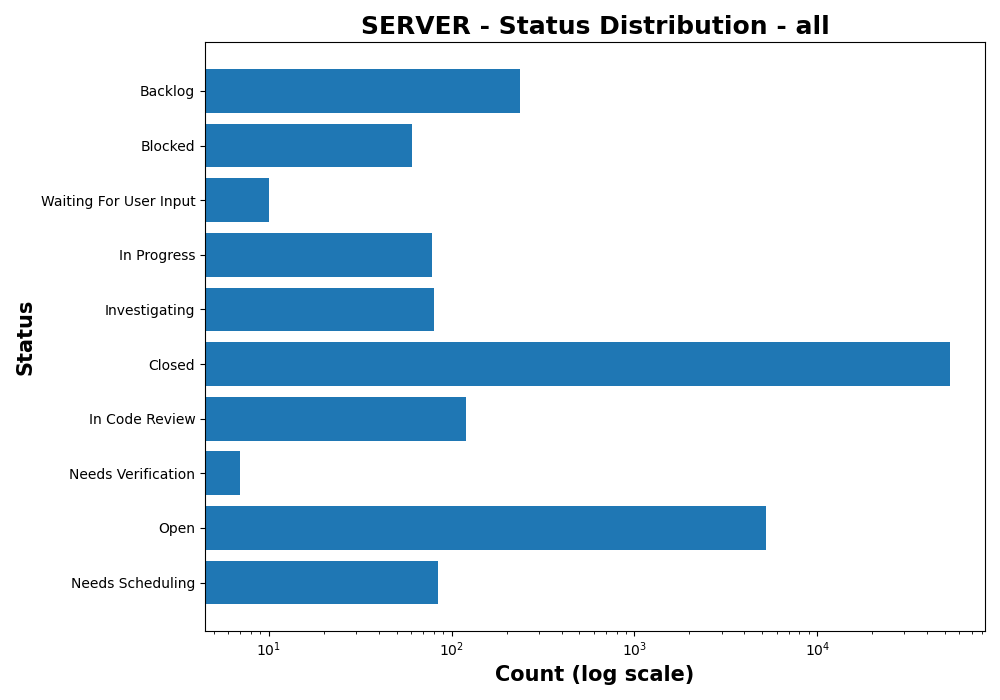 SERVER - Status Distribution - all
Backlog
Blocked
Waiting For User Input
In Progress
Investigating
Closed
In Code Review
Needs Verification
Open
Needs Scheduling
Status
10¹ 10² 10³ 10⁴
Count (log scale)